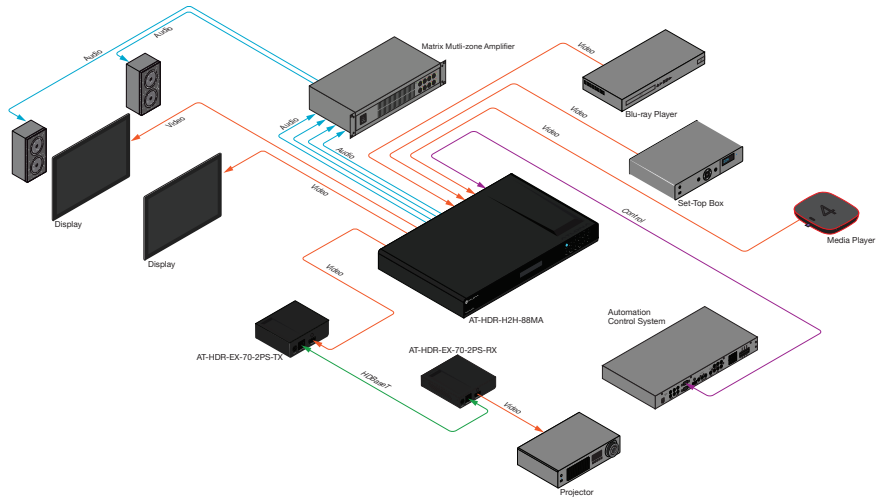 Audio
Audio
Matrix Mutli-zone Amplifier
Video
Blu-ray Player
Video
Audio
Video
Video
Audio
Set-Top Box
Video
Control
Display
Media Player
Display
Video
AT-HDR-H2H-88MA
Automation
Control System
AT-HDR-EX-70-2PS-TX
AT-HDR-EX-70-2PS-RX
HDBaseT
Video
Projector